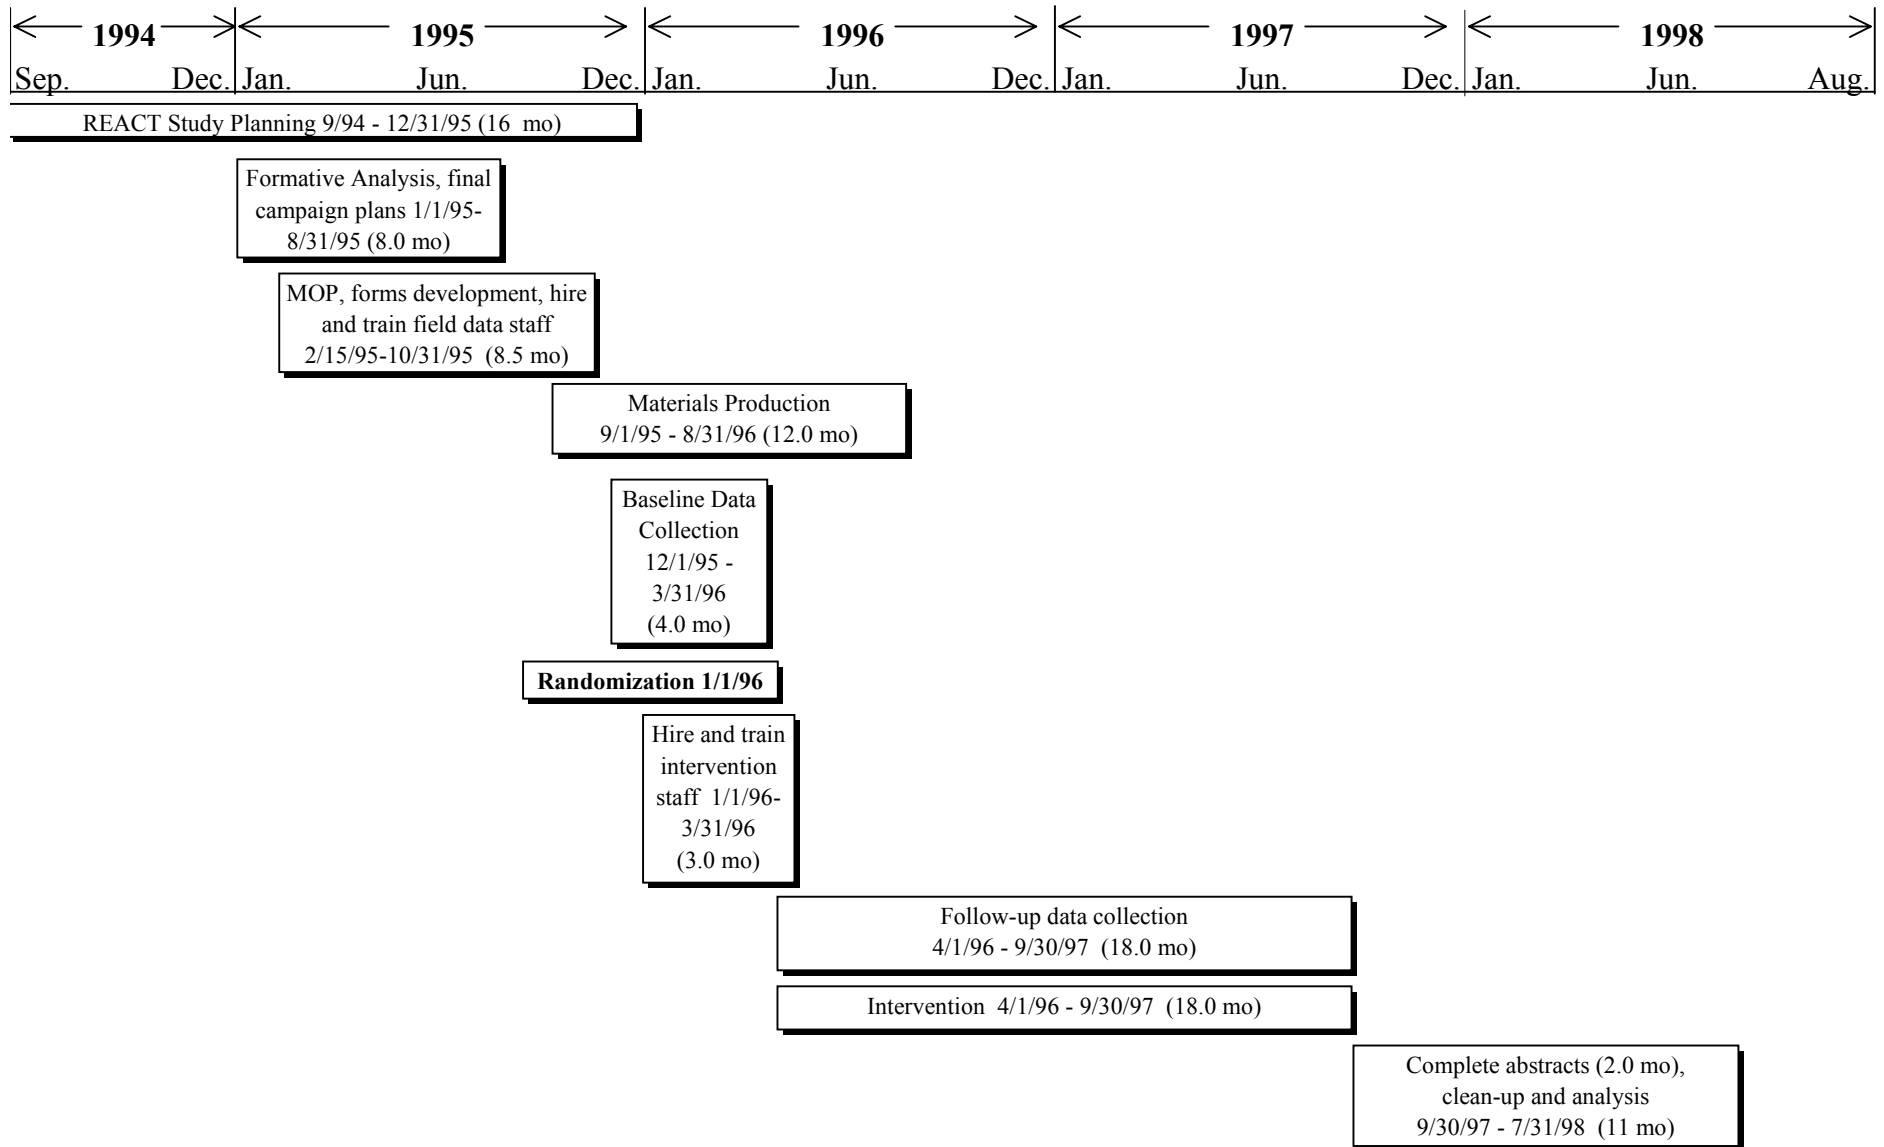 1994 1995 1996 1997 1998
Sep. Dec. Jan. Jun. Dec. Jan. Jun. Dec. Jan. Jun. Dec. Jan. Jun. Aug.
REACT Study Planning 9/94 - 12/31/95 (16 mo)
Formative Analysis, final
campaign plans 1/1/95-
8/31/95 (8.0 mo)
MOP, forms development, hire
and train field data staff
2/15/95-10/31/95 (8.5 mo)
Materials Production
9/1/95 - 8/31/96 (12.0 mo)
Baseline Data
Collection
12/1/95 -
3/31/96
(4.0 mo)
Randomization 1/1/96
Hire and train
intervention
staff 1/1/96-
3/31/96
(3.0 mo)
Follow-up data collection
4/1/96 - 9/30/97 (18.0 mo)
Intervention 4/1/96 - 9/30/97 (18.0 mo)
Complete abstracts (2.0 mo),
clean-up and analysis
9/30/97 - 7/31/98 (11 mo)